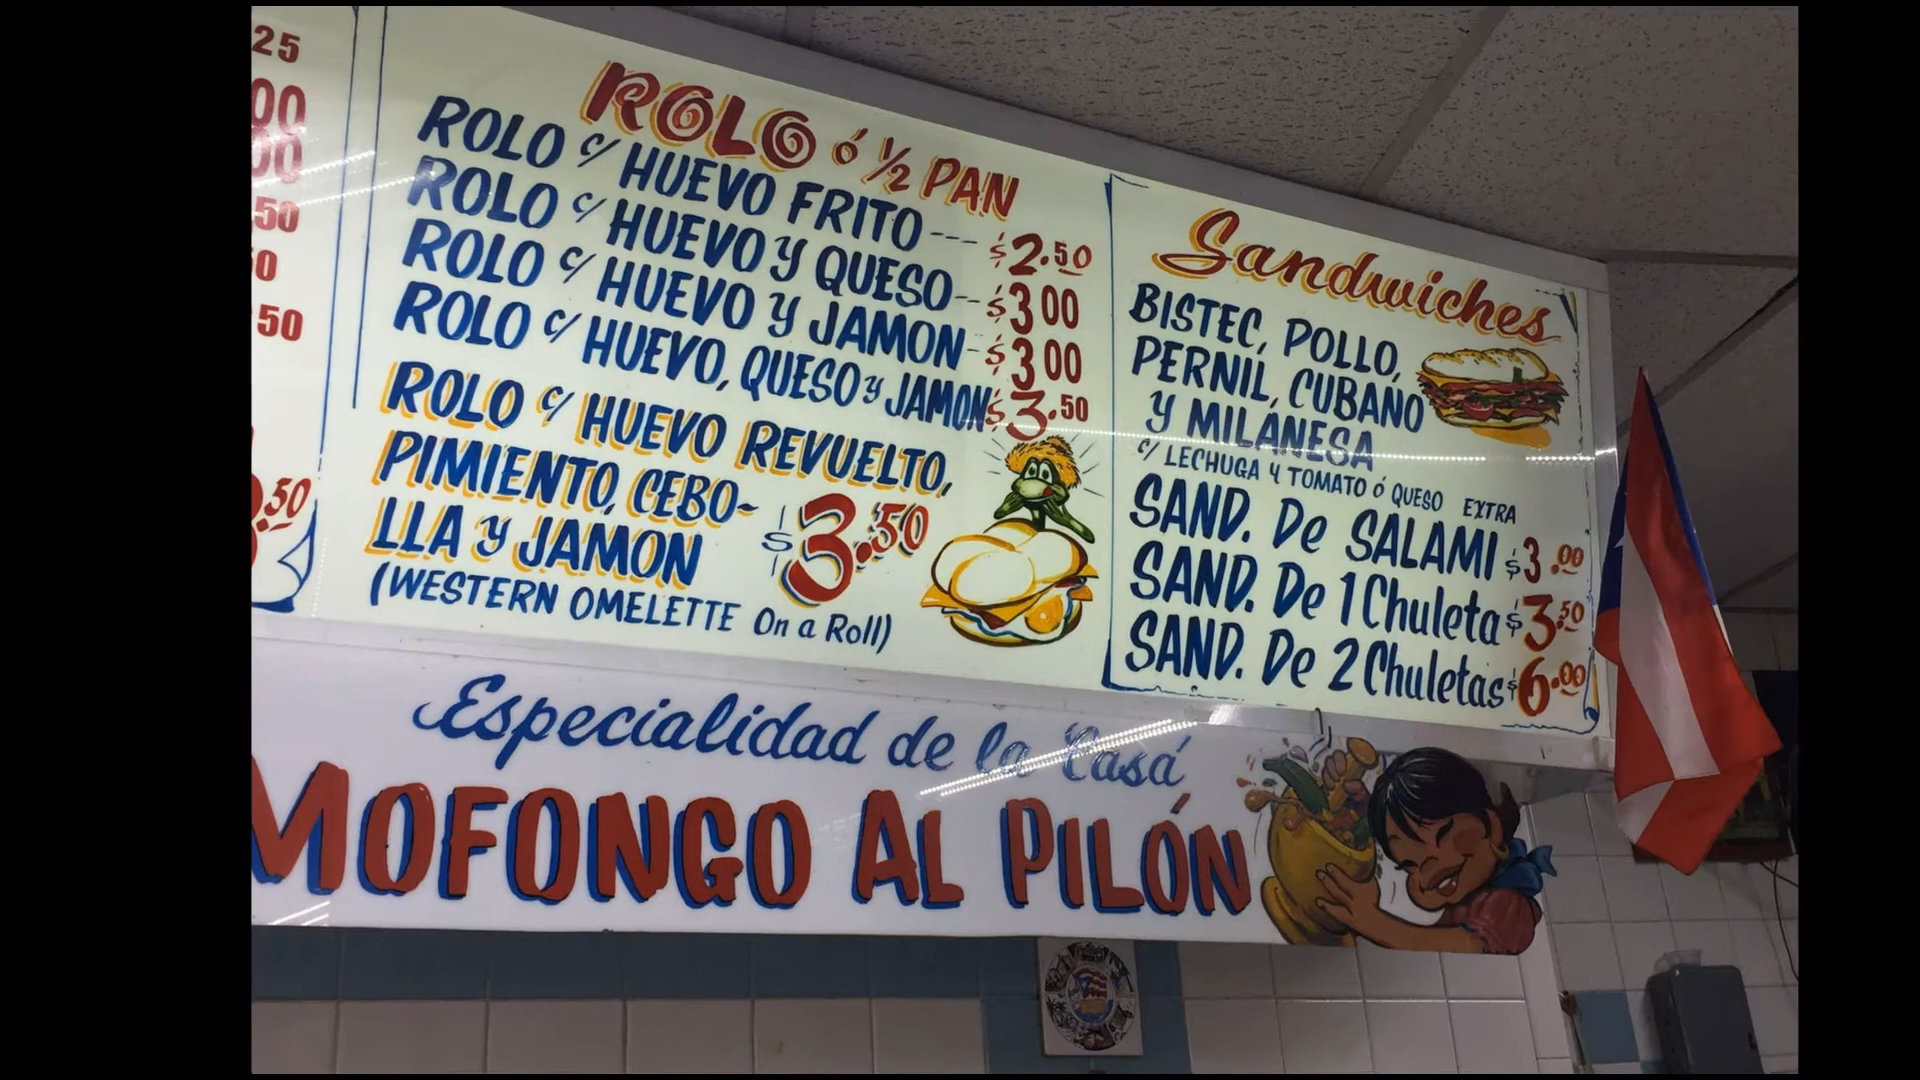 25
00
00
50
0
50
.50
ROLO ó 1/2 PAN
ROLO c/ HUEVO FRITO --- $2.50
ROLO c/ HUEVO Y QUESO -- $3 00
ROLO c/ HUEVO Y JAMON - $3 00
ROLO c/ HUEVO, QUESO Y JAMON $3.50
ROLO c/ HUEVO REVUELTO,
PIMIENTO, CEBO-
LLA Y JAMON $3.50
(WESTERN OMELETTE On a Roll)
Sandwiches
BISTEC, POLLO,
PERNIL, CUBANO
Y MILANESA
c/ LECHUGA Y TOMATO ó QUESO EXTRA
SAND. De SALAMI $3.00
SAND. De 1 Chuleta $3.50
SAND. De 2 Chuletas $6.00
Especialidad de la Casa
MOFONGO AL PILÓN